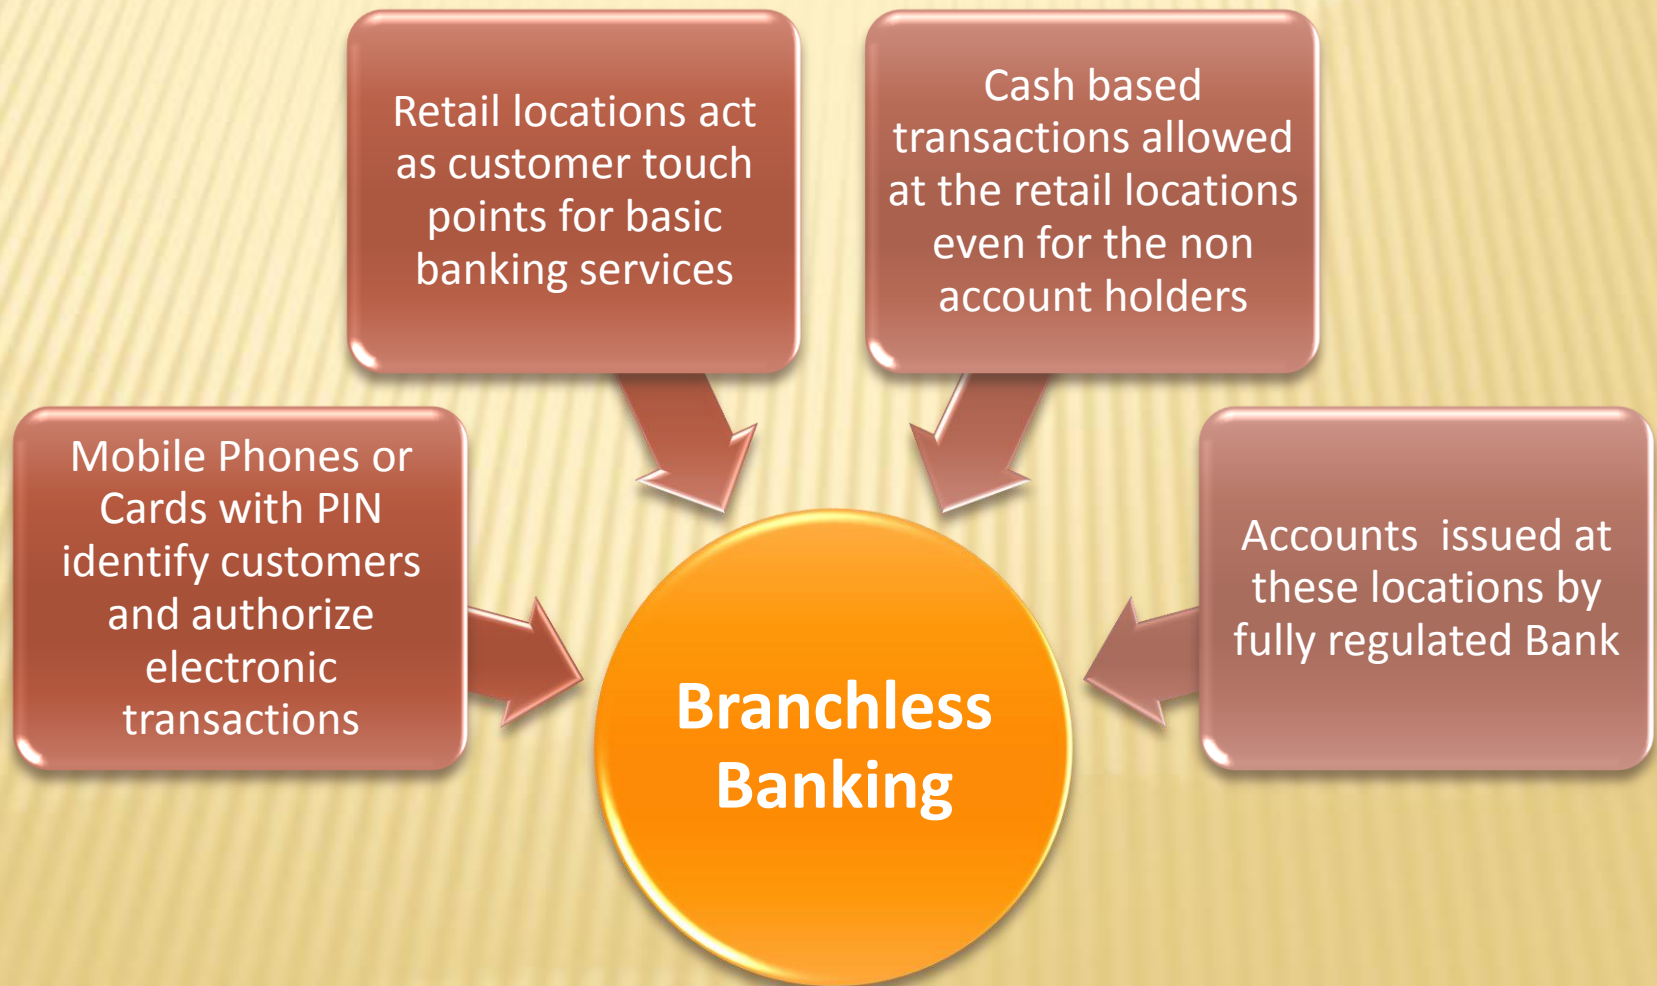 Retail locations act
as customer touch
points for basic
banking services
Cash based
transactions allowed
at the retail locations
even for the non
account holders
Mobile Phones or
Cards with PIN
identify customers
and authorize
electronic
transactions
Accounts  issued at
these locations by
fully regulated Bank
Branchless
Banking